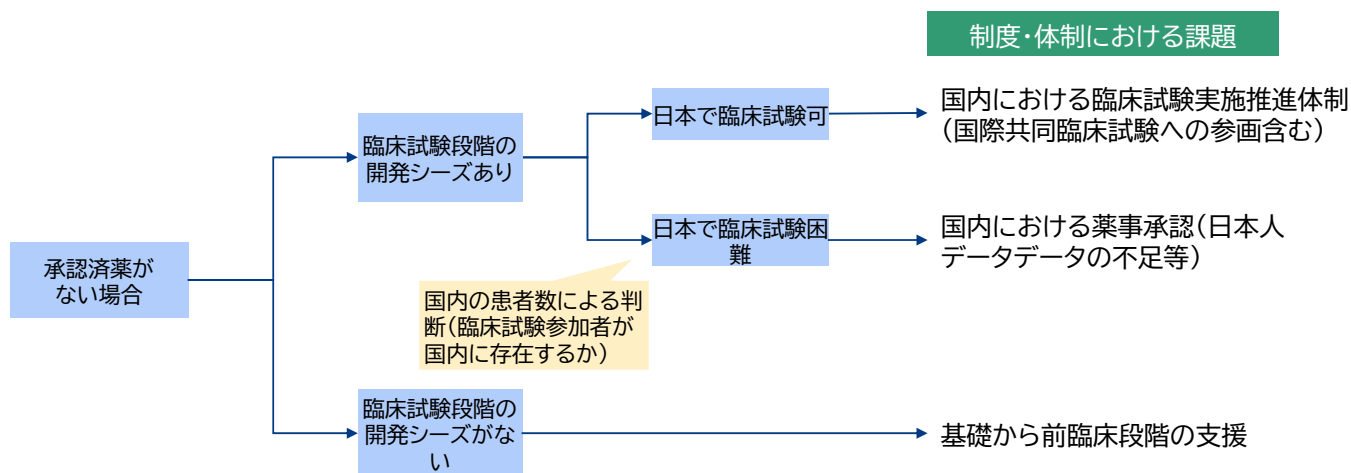 制度・体制における課題
日本で臨床試験可
国内における臨床試験実施推進体制
（国際共同臨床試験への参画含む）
臨床試験段階の
開発シーズあり
日本で臨床試験困
難
国内における薬事承認（日本人
データデータの不足等）
承認済薬が
ない場合
国内の患者数による判
断（臨床試験参加者が
国内に存在するか）
臨床試験段階の
開発シーズがな
い
基礎から前臨床段階の支援